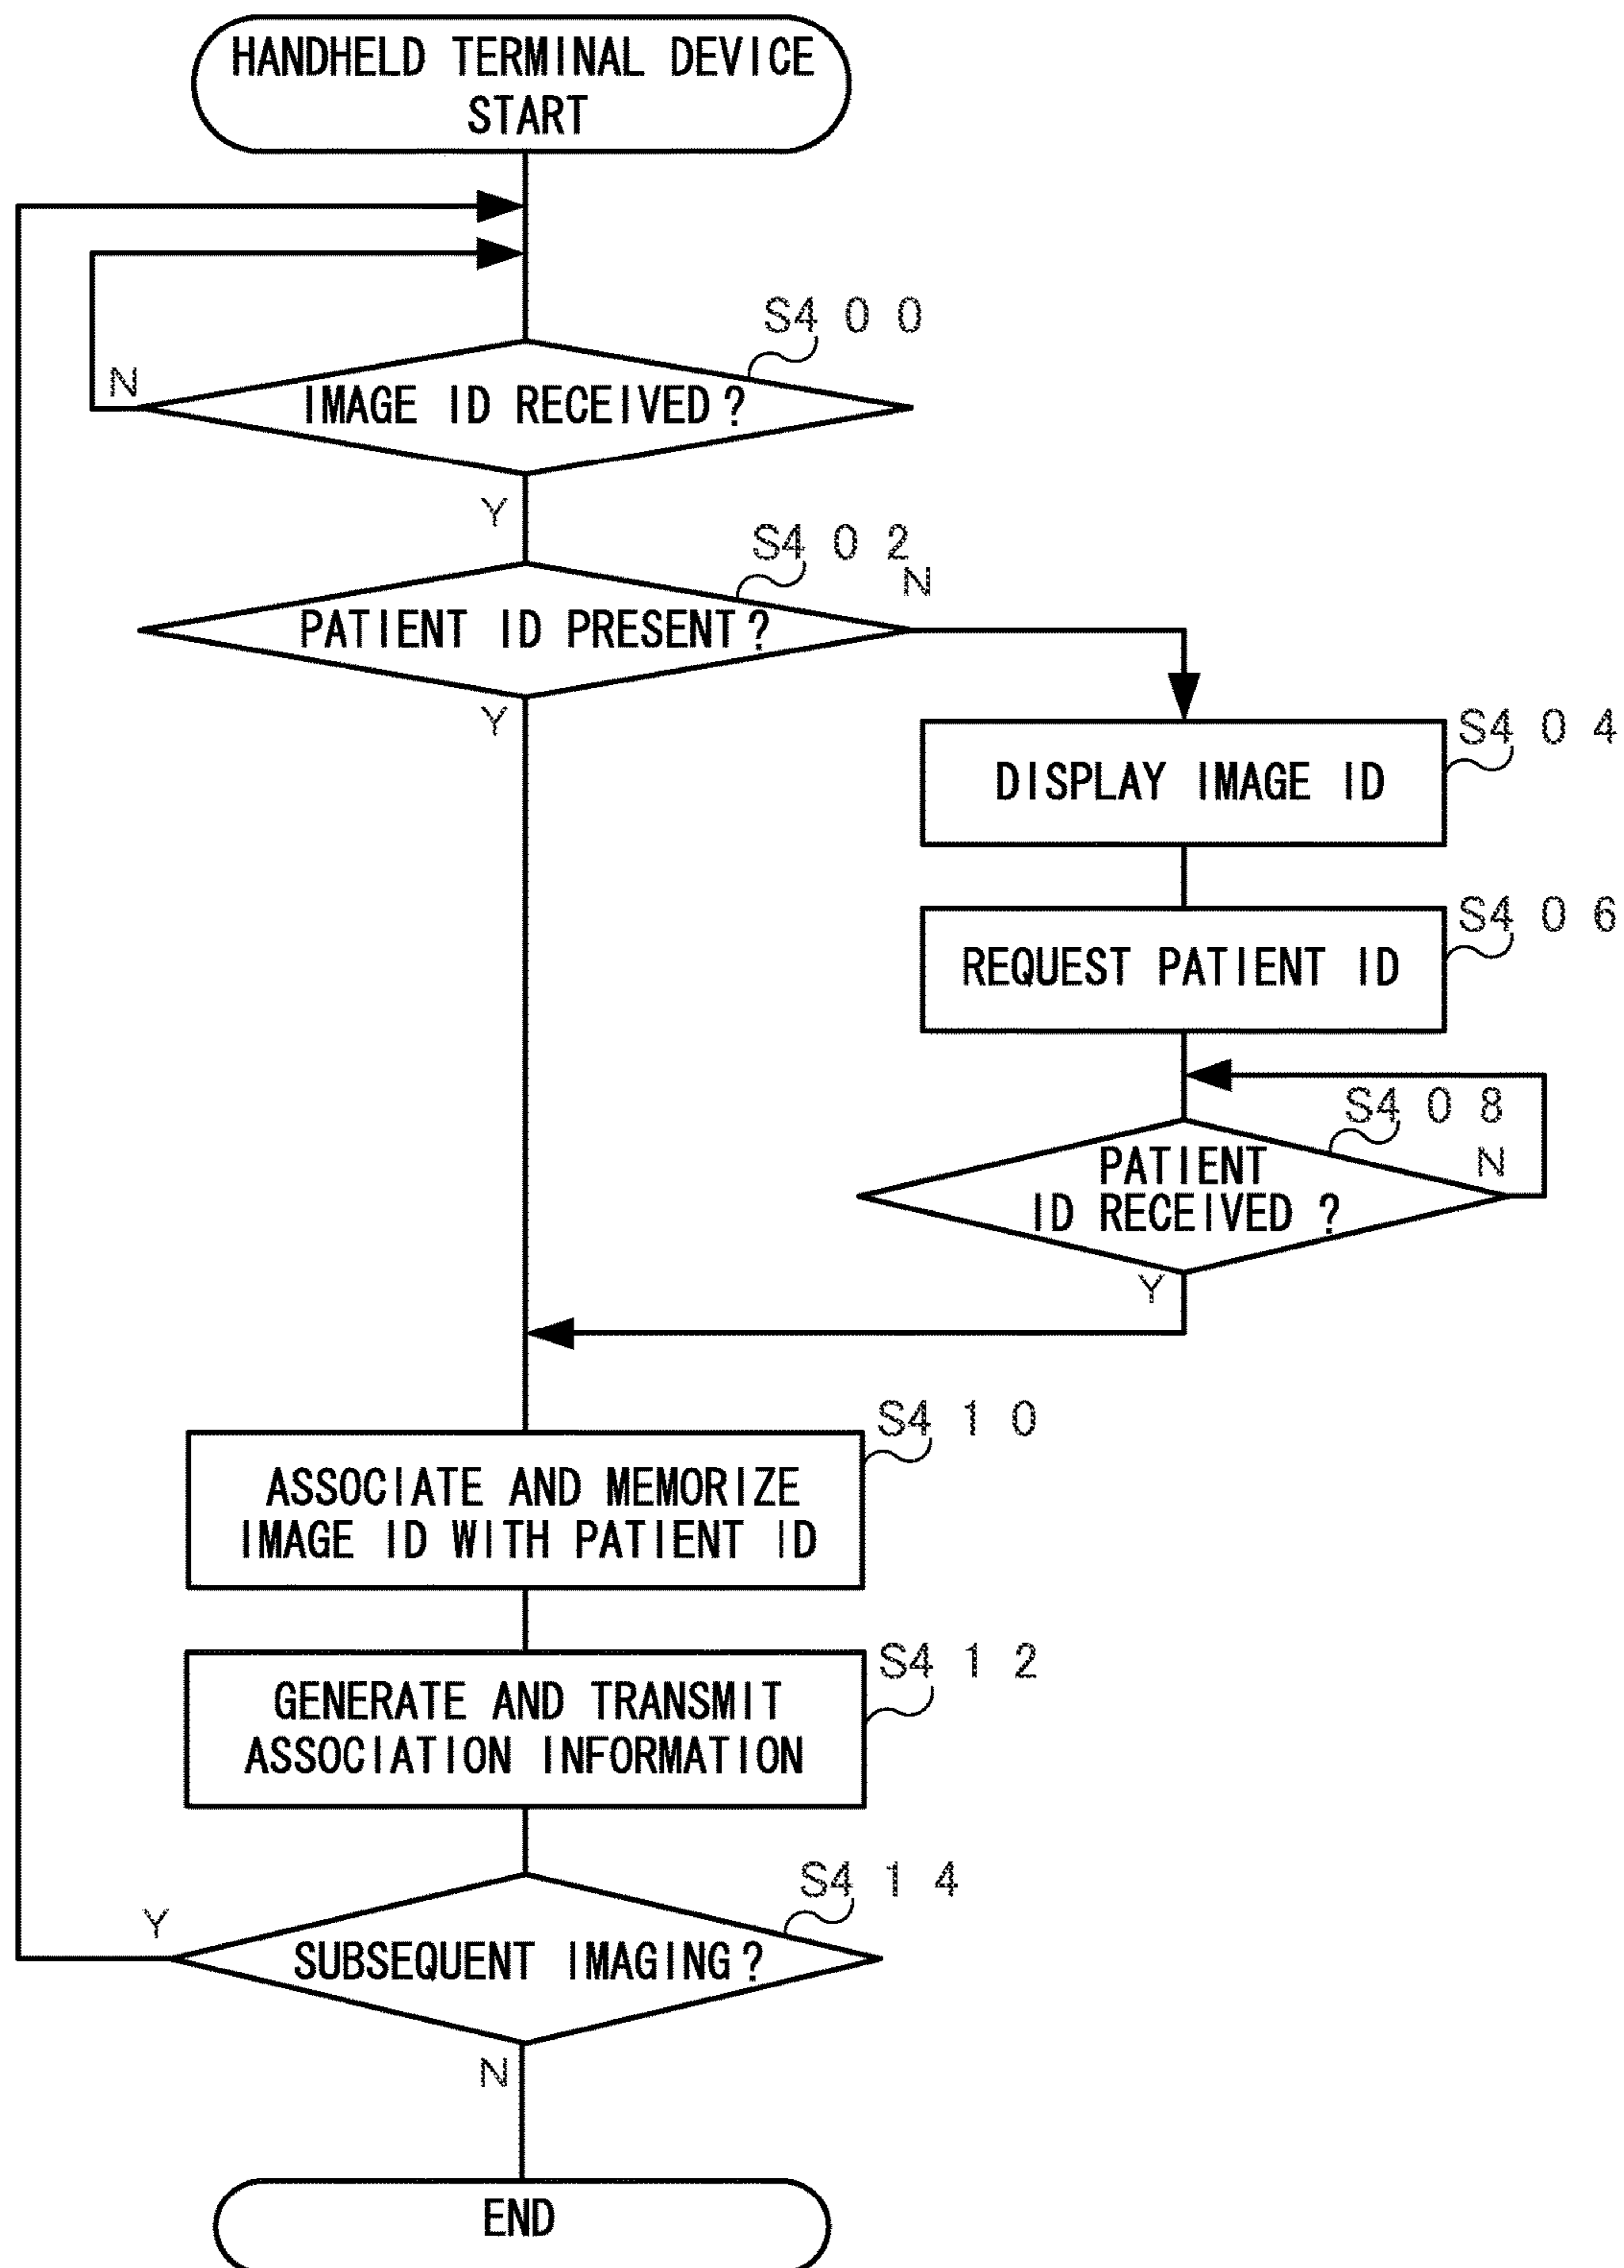 HANDHELD TERMINAL DEVICE
START
S400
N
IMAGE ID RECEIVED?
Y
S402
N
PATIENT ID PRESENT?
Y
S404
DISPLAY IMAGE ID
S406
REQUEST PATIENT ID
S408
N
PATIENT
ID RECEIVED ?
Y
S410
ASSOCIATE AND MEMORIZE
IMAGE ID WITH PATIENT ID
S412
GENERATE AND TRANSMIT
ASSOCIATION INFORMATION
S414
Y
SUBSEQUENT IMAGING?
N
END